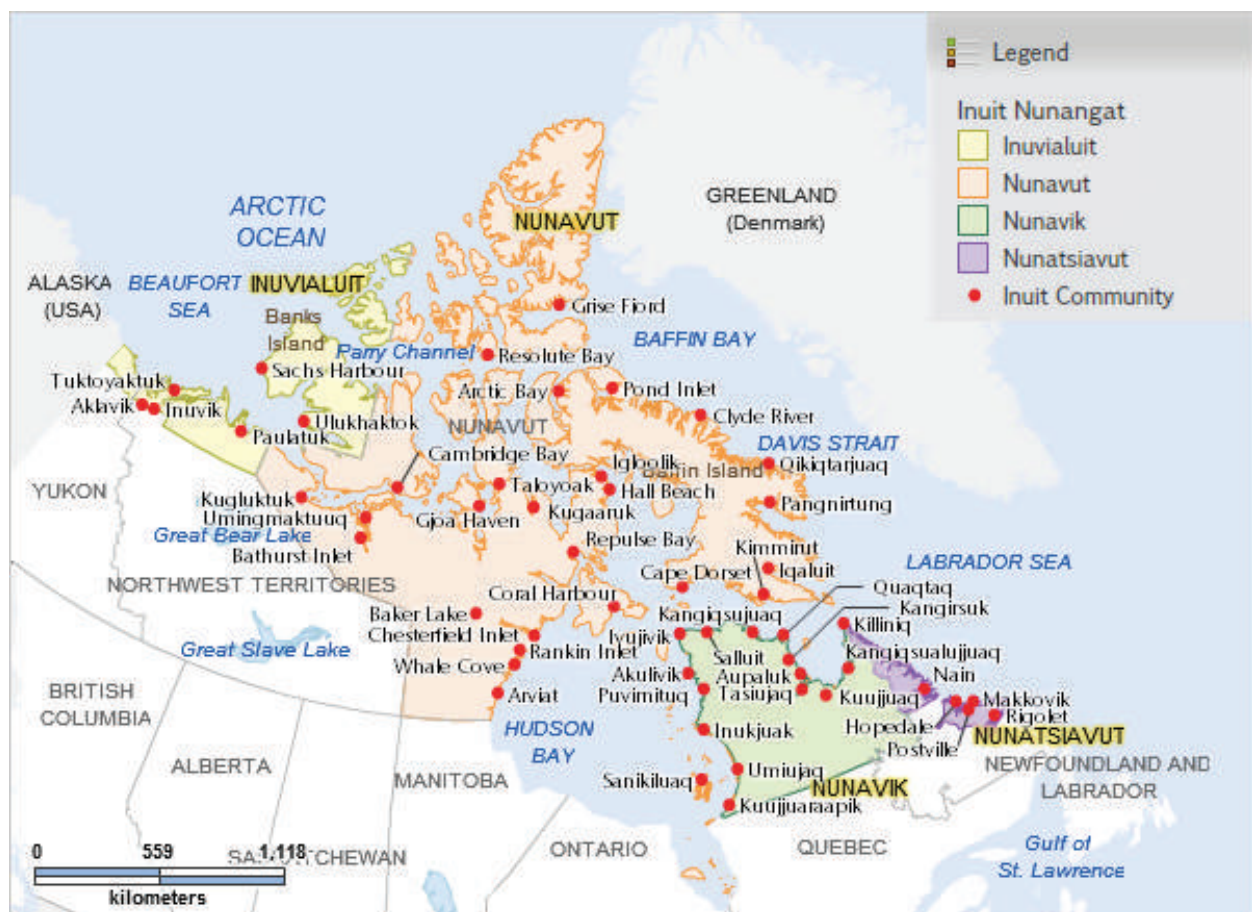 Legend
Inuit Nunangat
Inuvialuit
Nunavut
Nunavik
Nunatsiavut
Inuit Community
GREENLAND
(Denmark)
NUNAVUT
ARCTIC
OCEAN
ALASKA
(USA)
BEAUFORT
SEA
INUVIALUIT
Banks
Island
Grise Fiord
BAFFIN BAY
Parry Channel
Resolute Bay
Sachs Harbour
Tuktoyaktuk
Arctic Bay
Pond Inlet
Aklavik
Inuvik
Clyde River
Ulukhaktok
Paulatuk
NUNAVUT
DAVIS STRAIT
Cambridge Bay
Igloolik
Baffin Island
Qikiqtarjuaq
YUKON
Taloyoak
Hall Beach
Kugluktuk
Pangnirtung
Umingmaktuuq
Gjoa Haven
Kugaaruk
Great Bear Lake
Bathurst Inlet
Repulse Bay
Kimmirut
Iqaluit
LABRADOR SEA
NORTHWEST TERRITORIES
Cape Dorset
Quaqtaq
Coral Harbour
Kangirsuk
Baker Lake
Kangiqsujuaq
Killiniq
Chesterfield Inlet
Ivujivik
Rankin Inlet
Great Slave Lake
Salluit
Kangiqsualujjuaq
Whale Cove
Akulivik
Aupaluk
Nain
BRITISH
COLUMBIA
Arviat
Puvirnituq
Tasiujaq
Kuujjuaq
Makkovik
Hopedale
Rigolet
HUDSON
BAY
Inukjuak
Postville
NUNATSIAVUT
ALBERTA
MANITOBA
Sanikiluaq
Umiujaq
NUNAVIK
NEWFOUNDLAND AND
LABRADOR
Kuujjuaraapik
0 559 1,118
SASKATCHEWAN
ONTARIO
QUEBEC
Gulf of
St. Lawrence
kilometers